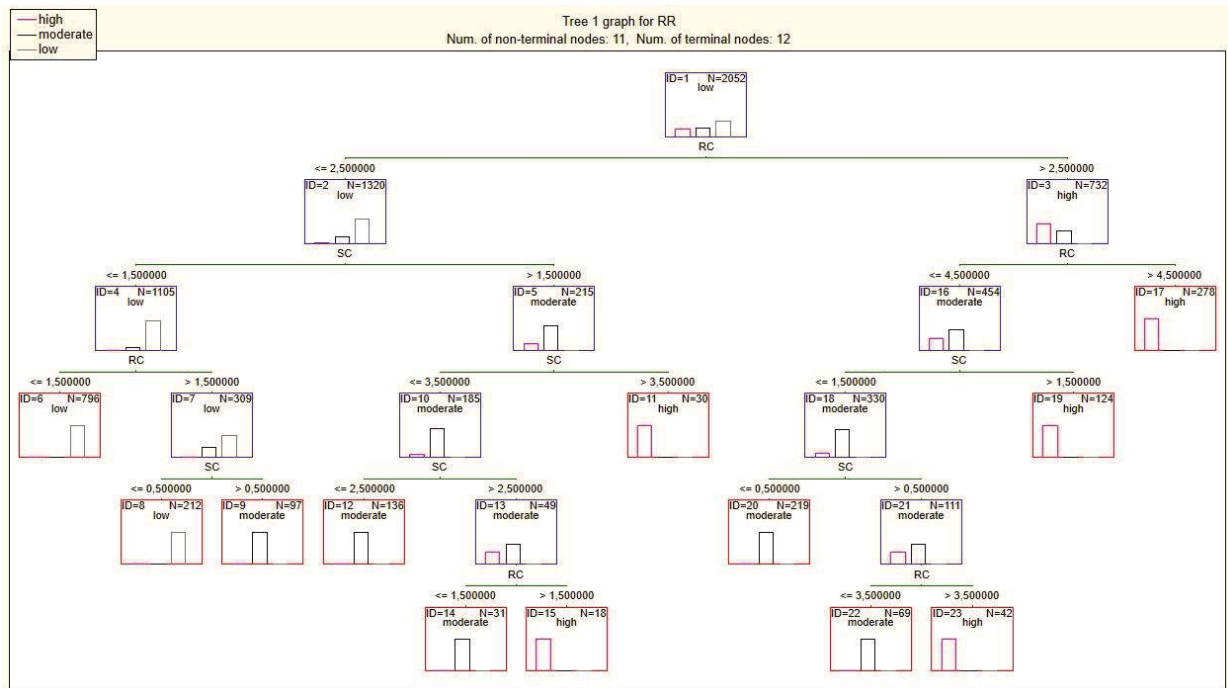 high
moderate
low
Tree 1 graph for RR
Num. of non-terminal nodes: 11, Num. of terminal nodes: 12
ID=1 N=2052
low
RC
<= 2,500000 > 2,500000
ID=2 N=1320 ID=3 N=732
low high
SC RC
<= 1,500000 > 1,500000 <= 4,500000 > 4,500000
ID=4 N=1105 ID=5 N=215 ID=16 N=454 ID=17 N=278
low moderate moderate high
RC SC SC
<= 1,500000 > 1,500000 <= 3,500000 > 3,500000 <= 1,500000 > 1,500000
ID=6 N=796 ID=7 N=309 ID=10 N=185 ID=11 N=30 ID=18 N=330 ID=19 N=124
low low moderate high moderate high
SC SC SC
<= 0,500000 > 0,500000 <= 2,500000 > 2,500000 <= 0,500000 > 0,500000
ID=8 N=212 ID=9 N=97 ID=12 N=136 ID=13 N=49 ID=20 N=219 ID=21 N=111
low moderate moderate moderate moderate moderate
RC RC
<= 1,500000 > 1,500000 <= 3,500000 > 3,500000
ID=14 N=31 ID=15 N=18 ID=22 N=69 ID=23 N=42
moderate high moderate high